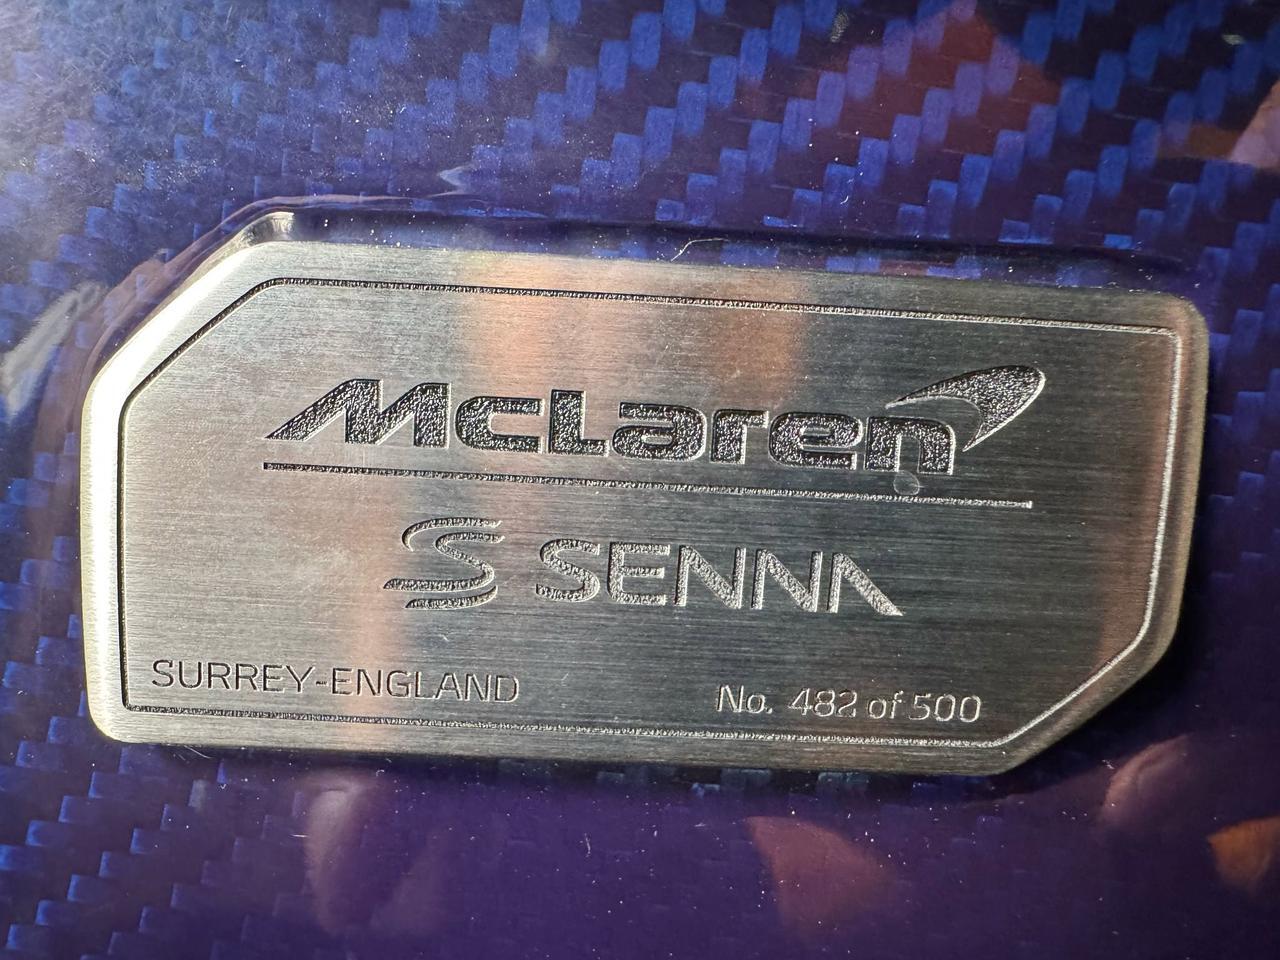 McLaren
SENNA
SURREY-ENGLAND
No. 482 of 500